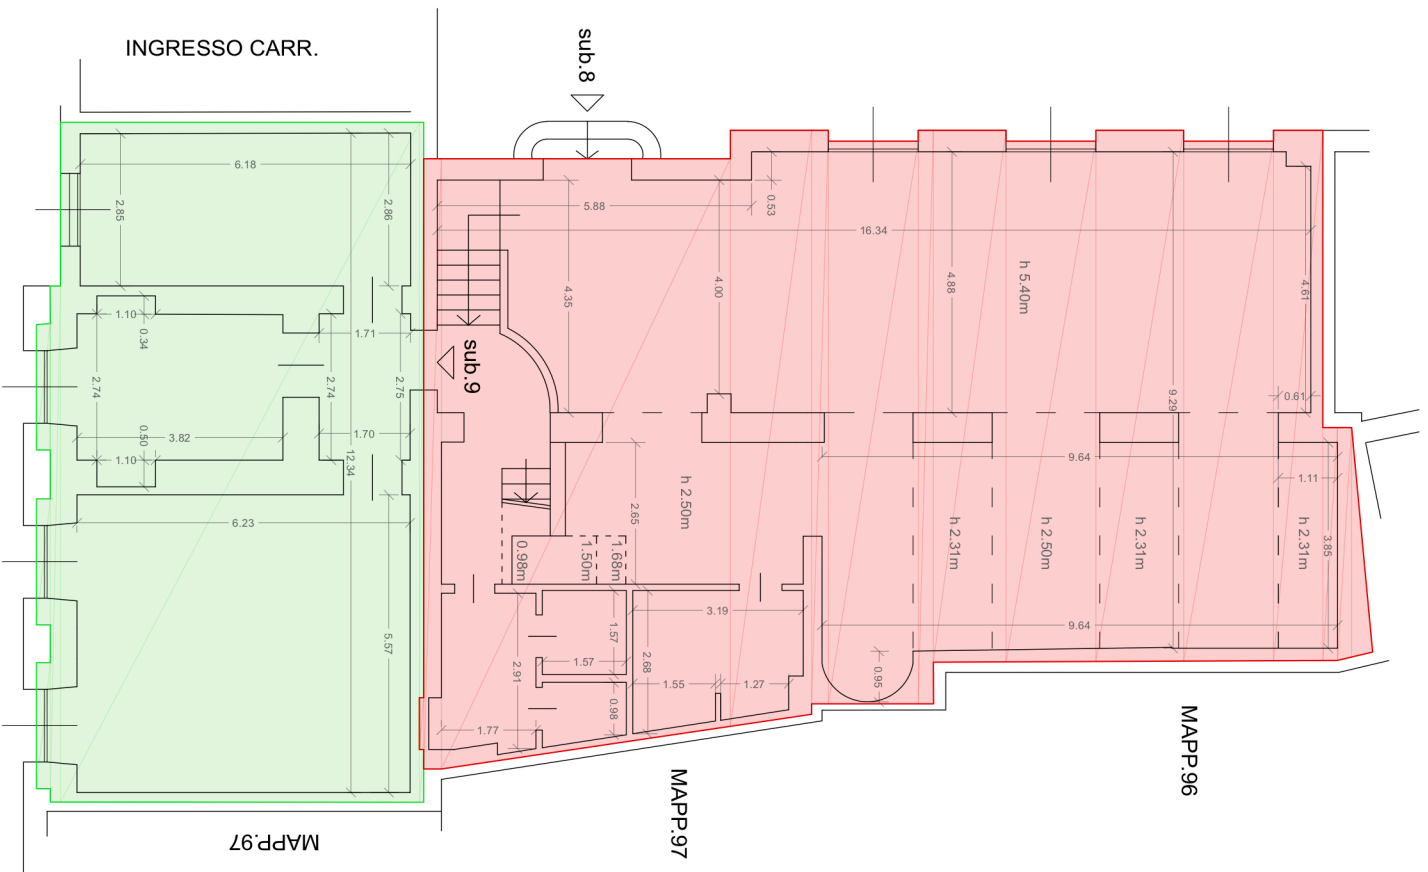 INGRESSO CARR.
sub.8
6.18
2.85
2.86
5.88
0.53
16.34
4.35
4.00
4.88
h 5.40m
4.61
1.10
0.34
1.71
sub.9
2.74
2.74
2.75
9.29
0.61
3.82
0.50
1.70
1.10
12.34
9.64
1.11
6.23
h 2.50m
2.65
0.98m
1.50m
1.68m
h 2.31m
h 2.50m
h 2.31m
h 2.31m
3.85
5.57
3.19
1.57
9.64
2.91
1.57
2.68
0.95
1.55
1.27
0.98
1.77
MAPP.96
MAPP.97
MAPP.97